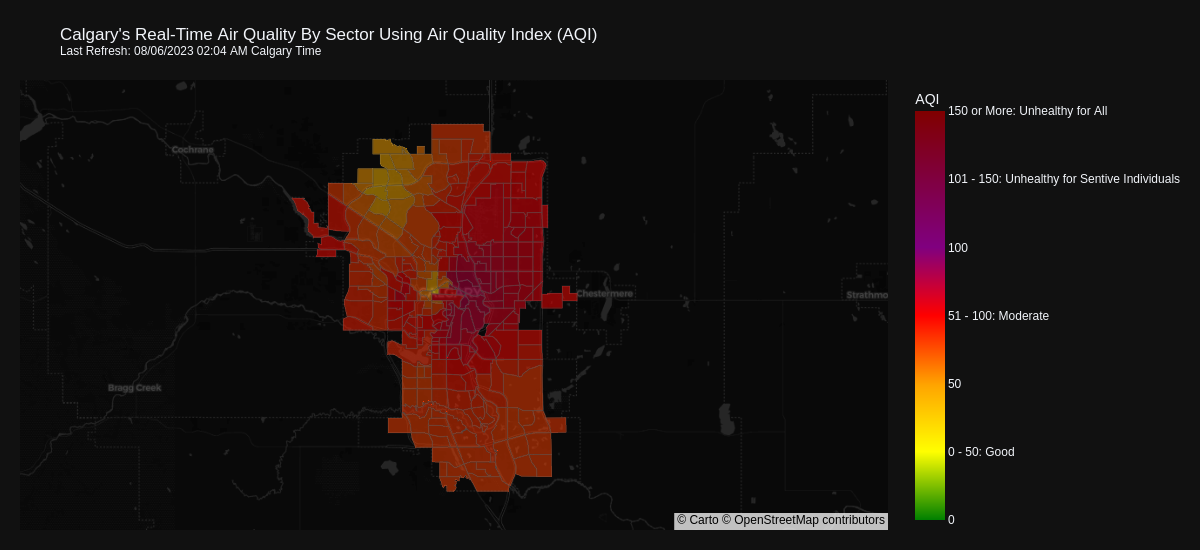 Calgary's Real-Time Air Quality By Sector Using Air Quality Index (AQI)
Last Refresh: 08/06/2023 02:04 AM Calgary Time
AQI
150 or More: Unhealthy for All
Cochrane
101 - 150: Unhealthy for Sentive Individuals
100
Chestermere
Strathmo
51 - 100: Moderate
Bragg Creek
50
0 - 50: Good
© Carto © OpenStreetMap contributors
0